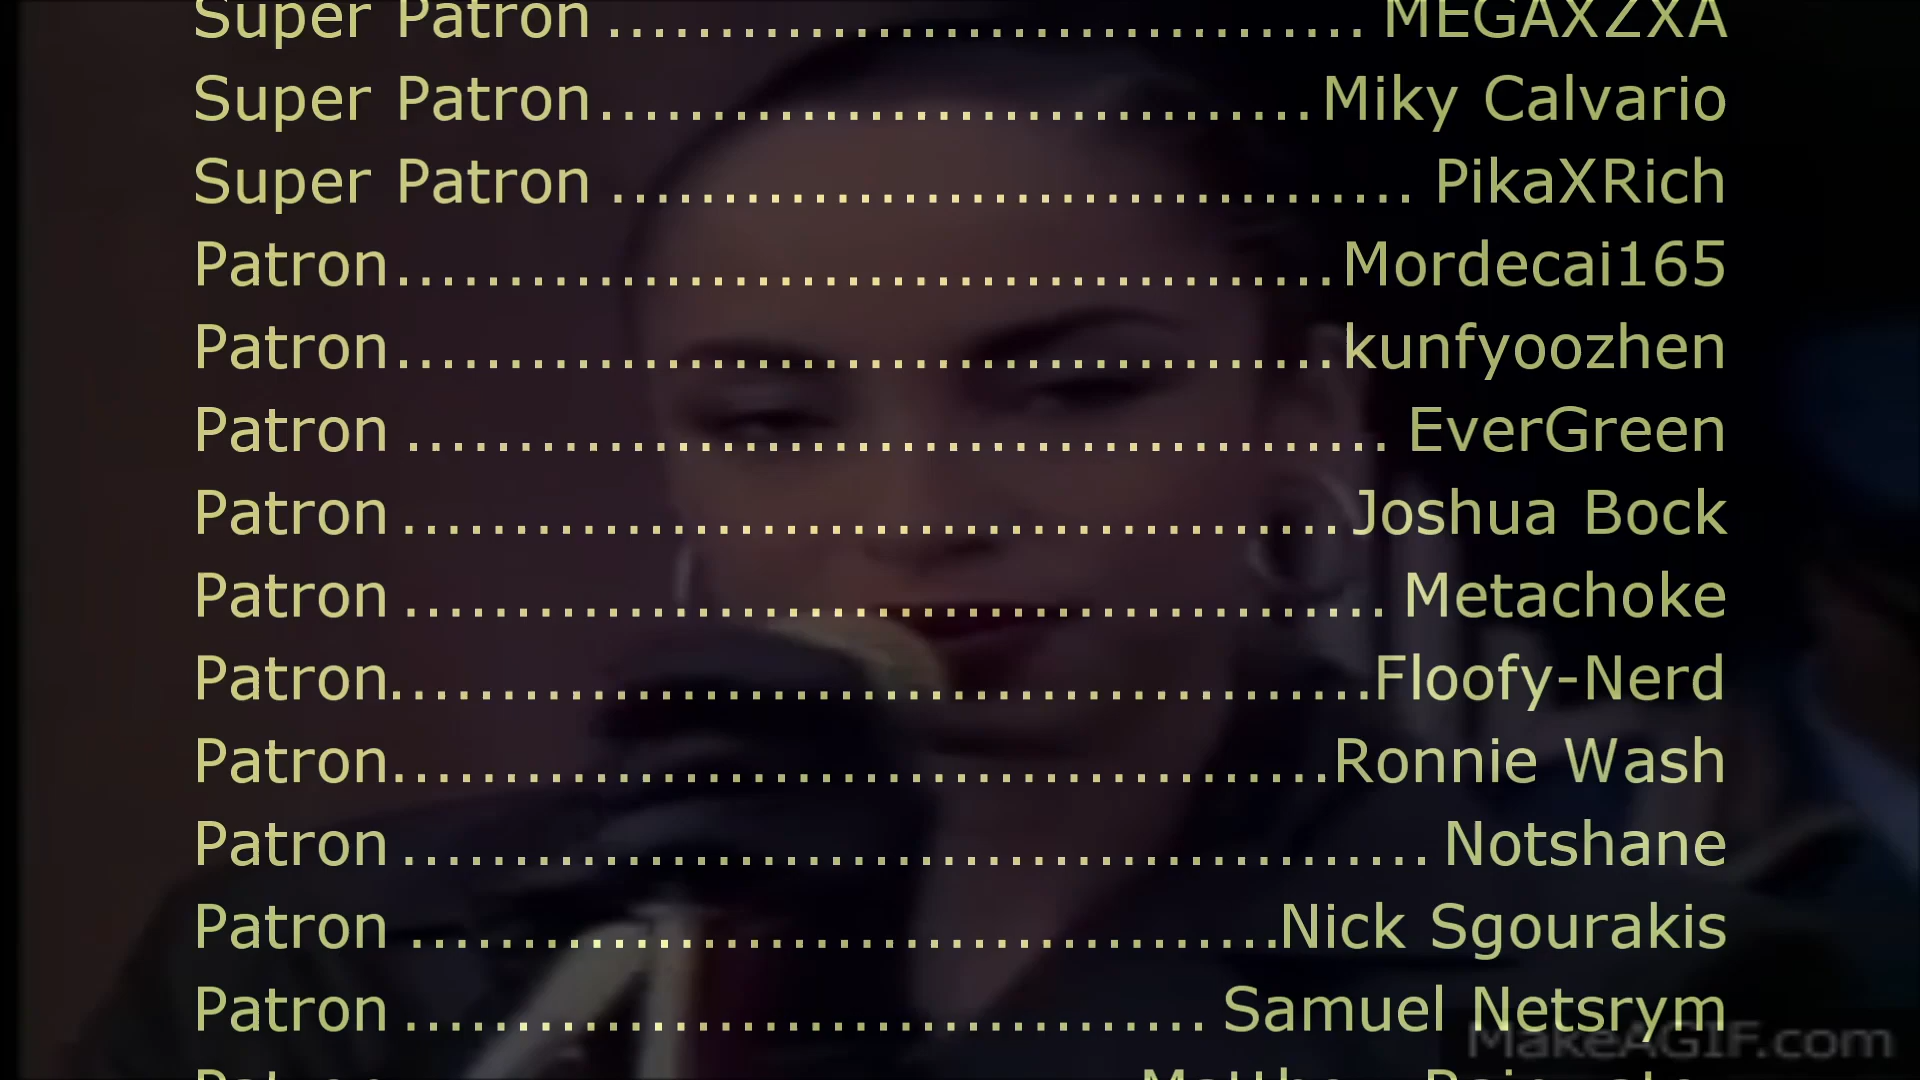 Super Patron ................................ MEGAXZXA
Super Patron ................................ Miky Calvario
Super Patron .................................... PikaXRich
Patron .......................................... Mordecai165
Patron .......................................... kunfyoozhen
Patron ............................................ EverGreen
Patron .......................................... Joshua Bock
Patron ............................................ Metachoke
Patron ............................................ Floofy-Nerd
Patron .......................................... Ronnie Wash
Patron .............................................. Notshane
Patron ....................................... Nick Sgourakis
Patron .................................... Samuel Netsrym
MakeAGIF.com
Patron